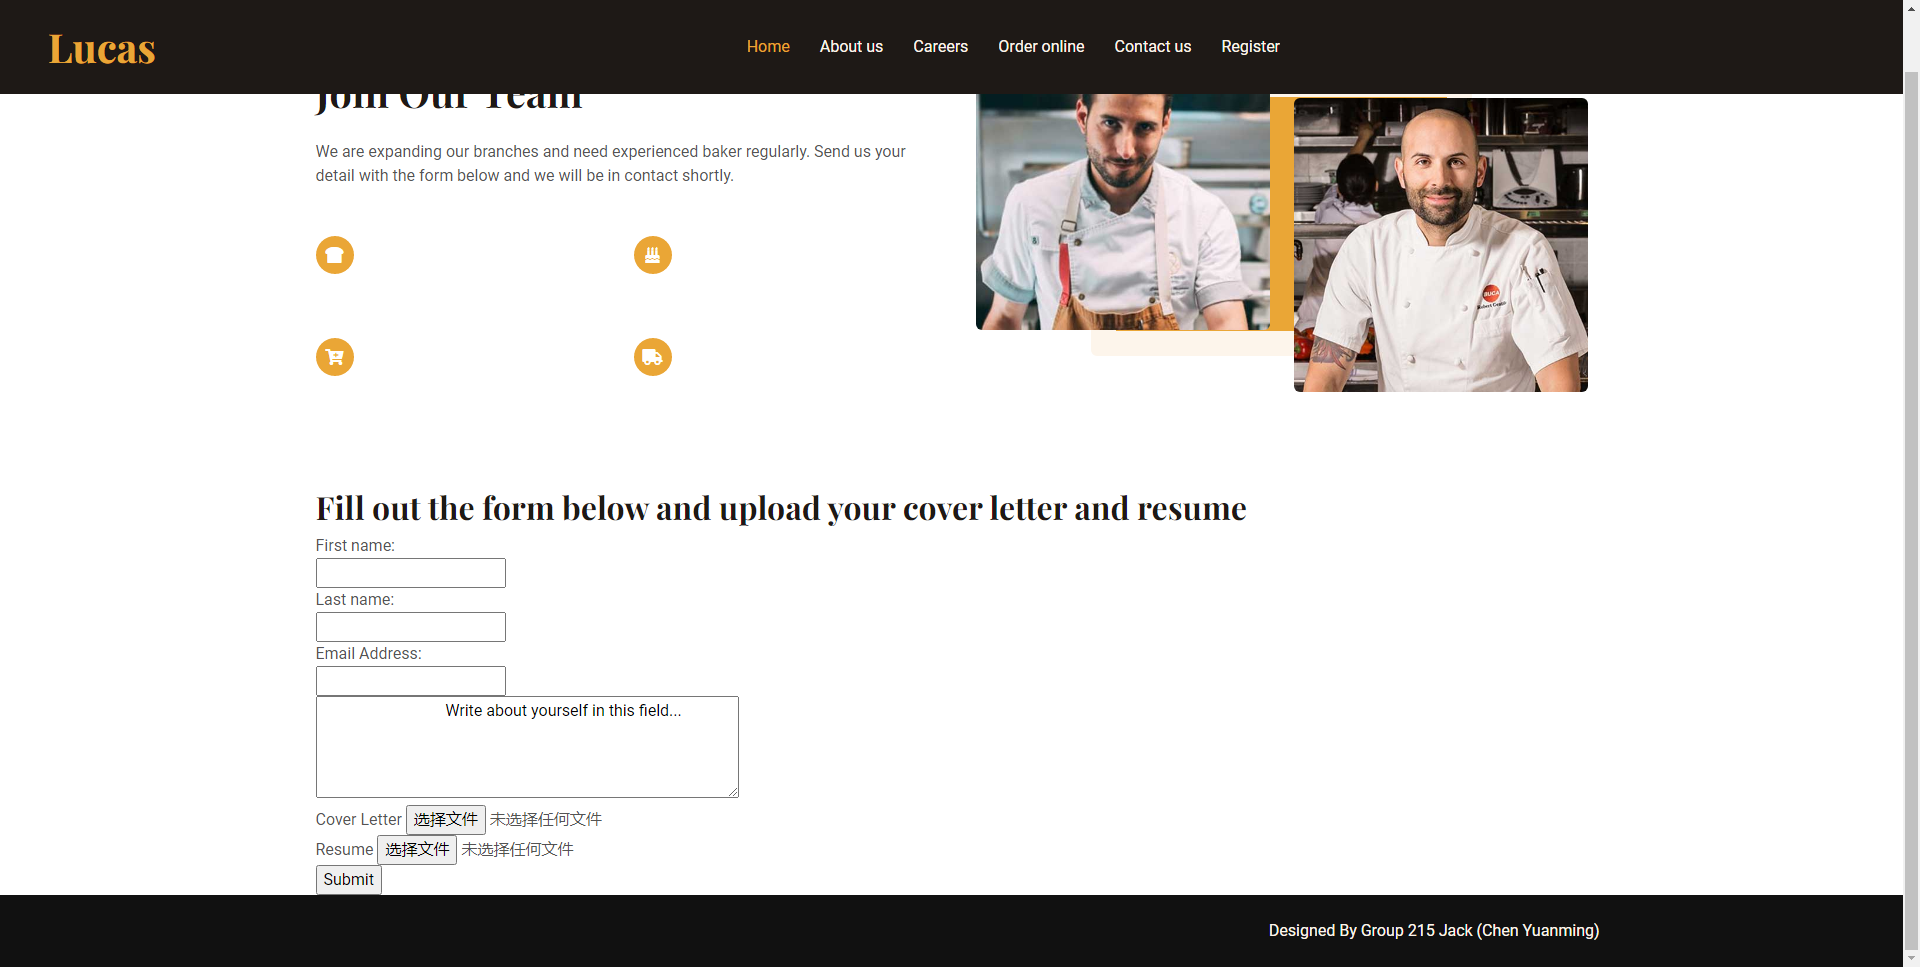 Lucas
Home About us Careers Order online Contact us Register
Join Our Team
We are expanding our branches and need experienced baker regularly. Send us your
detail with the form below and we will be in contact shortly.
BUCA
Fill out the form below and upload your cover letter and resume
First name:
Last name:
Email Address:
Write about yourself in this field...
Cover Letter 选择文件 未选择任何文件
Resume 选择文件 未选择任何文件
Submit
Designed By Group 215 Jack (Chen Yuanming)